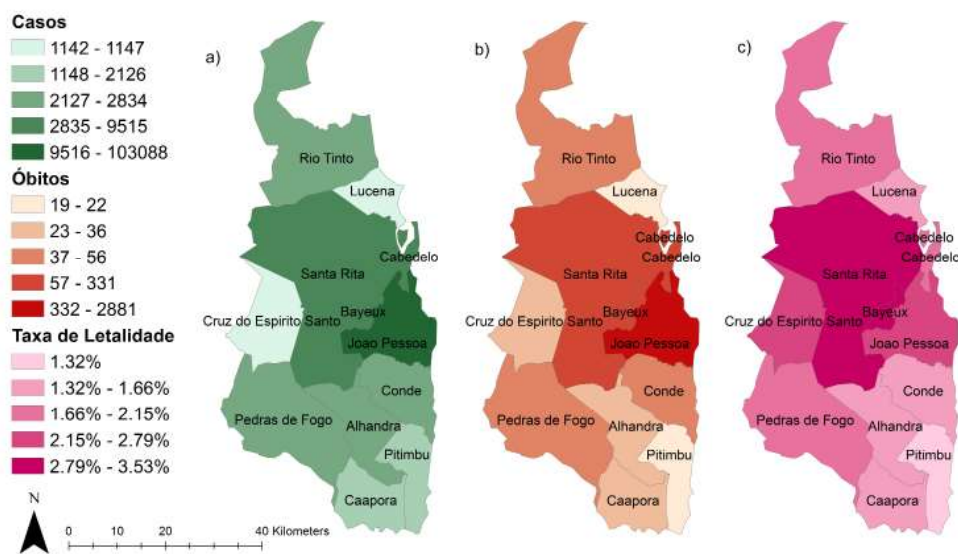 Casos
1142 - 1147
1148 - 2126
2127 - 2834
2835 - 9515
9516 - 103088
Óbitos
19 - 22
23 - 36
37 - 56
57 - 331
332 - 2881
Taxa de Letalidade
1.32%
1.32% - 1.66%
1.66% - 2.15%
2.15% - 2.79%
2.79% - 3.53%
N
0 10 20 40 Kilometers
a)
Rio Tinto
Lucena
Cabedelo
Santa Rita
Bayeux
Cruz do Espirito Santo
Joao Pessoa
Conde
Pedras de Fogo
Alhandra
Pitimbu
Caapora
b)
Rio Tinto
Lucena
Cabedelo
Cabedelo
Santa Rita
Bayeux
Cruz do Espirito Santo
Joao Pessoa
Conde
Pedras de Fogo
Alhandra
Pitimbu
Caapora
c)
Rio Tinto
Lucena
Cabedelo
Cabedelo
Santa Rita
Bayeux
Cruz do Espirito Santo
Joao Pessoa
Conde
Pedras de Fogo
Alhandra
Pitimbu
Caapora